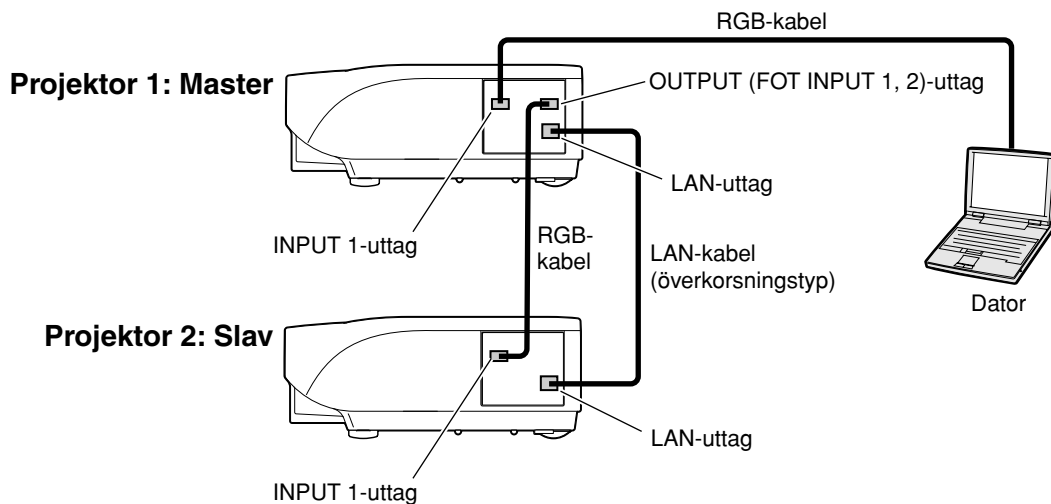 RGB-kabel
Projektor 1: Master
OUTPUT (FOT INPUT 1, 2)-uttag
LAN-uttag
INPUT 1-uttag
RGB-
kabel
LAN-kabel
(överkorsningstyp)
Dator
Projektor 2: Slav
LAN-uttag
INPUT 1-uttag